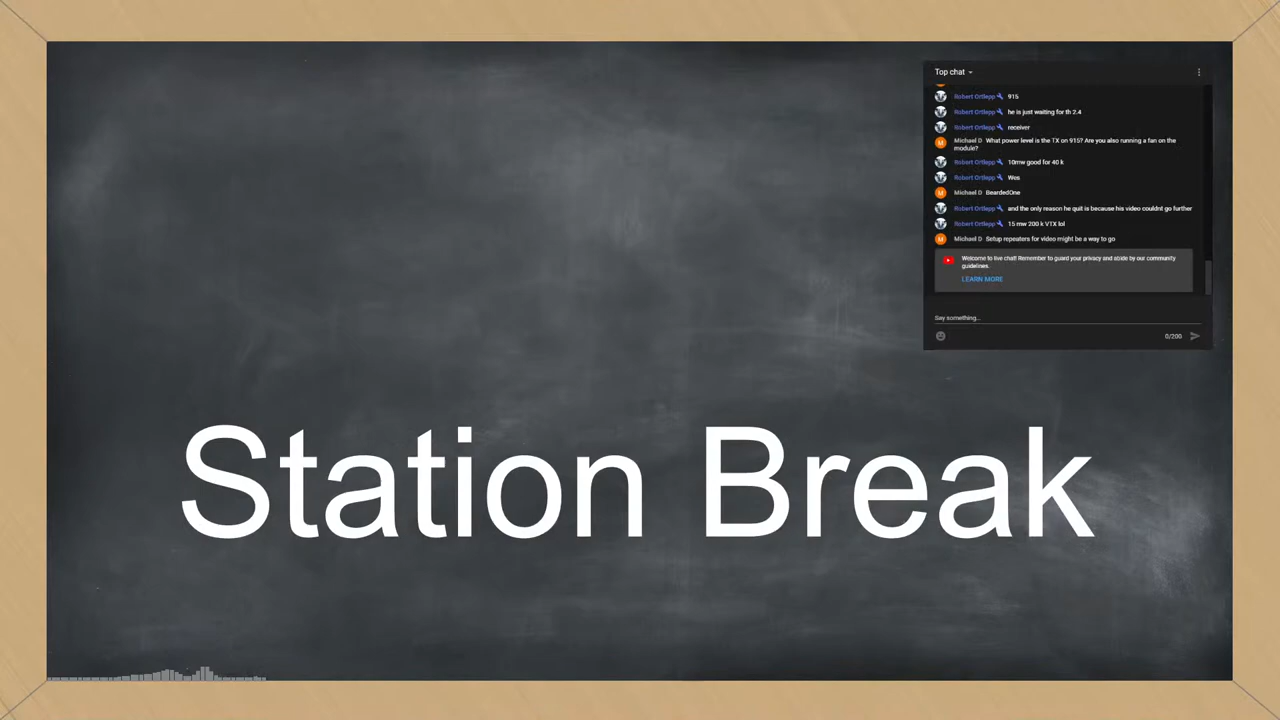 Top chat
Robert Ortlepp 915
Robert Ortlepp he is just waiting for th 2.4
Robert Ortlepp receiver
Michael D What power level is the TX on 915? Are you also running a fan on the
module?
Robert Ortlepp 10mw good for 40 k
Robert Ortlepp Wes
Michael D BeardedOne
Robert Ortlepp and the only reason he quit is because his video couldnt go further
Robert Ortlepp 15 mw 200 k VTX lol
Michael D Setup repeaters for video might be a way to go
Welcome to live chat! Remember to guard your privacy and abide by our community
guidelines.
LEARN MORE
Say something...
0/200
Station Break